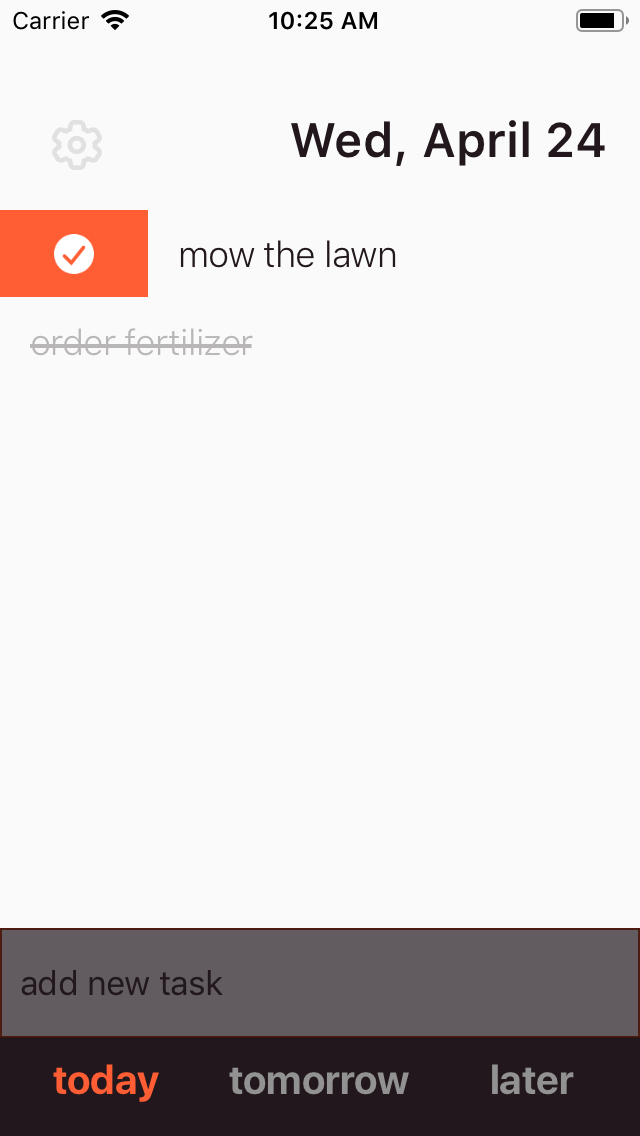 Carrier 10:25 AM
Wed, April 24
mow the lawn
order fertilizer
add new task
today tomorrow later